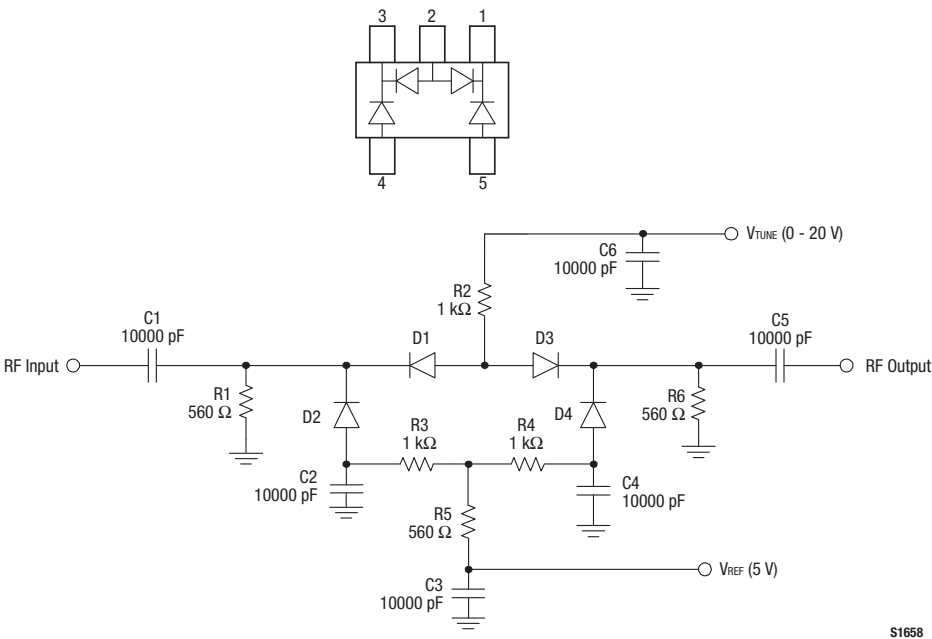 3 2 1
4 5
VTUNE (0 - 20 V)
C6
10000 pF
R2
1 kΩ
C1
10000 pF
D1
D3
C5
10000 pF
RF Input
RF Output
R1
560 Ω
D2
R3
1 kΩ
R4
1 kΩ
D4
R6
560 Ω
C2
10000 pF
C4
10000 pF
R5
560 Ω
VREF (5 V)
C3
10000 pF
S1658